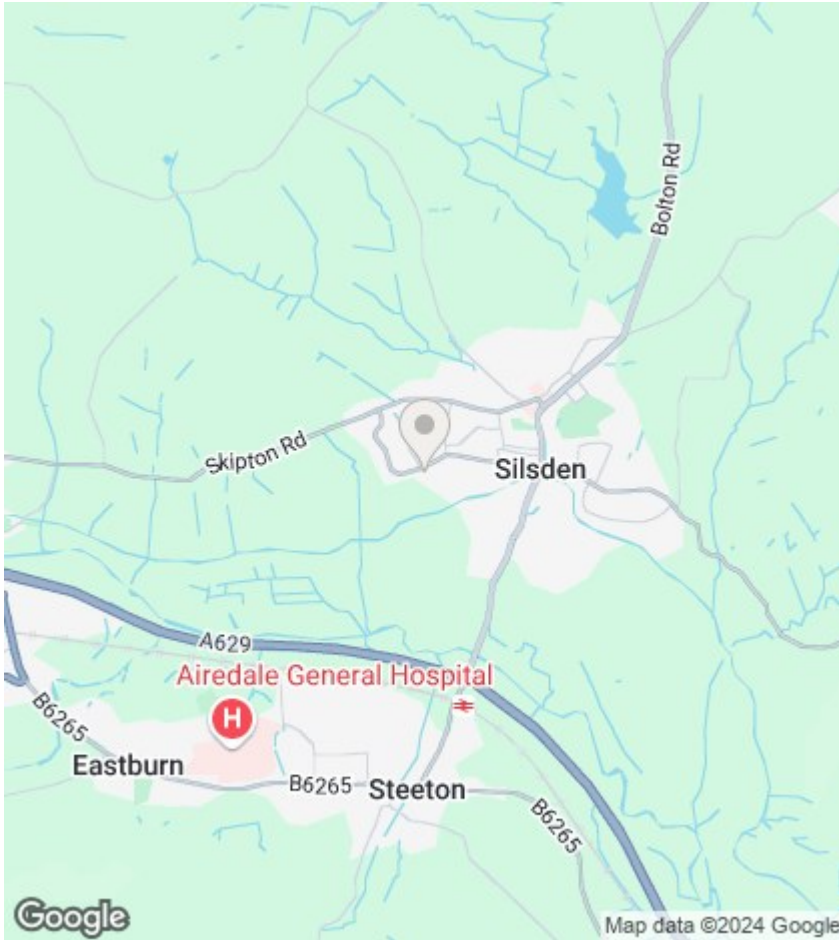 Bolton Rd
Skipton Rd
Silsden
A629
Airedale General Hospital
H
B6265
Eastburn
B6265
Steeton
B6265
Google
Map data ©2024 Google